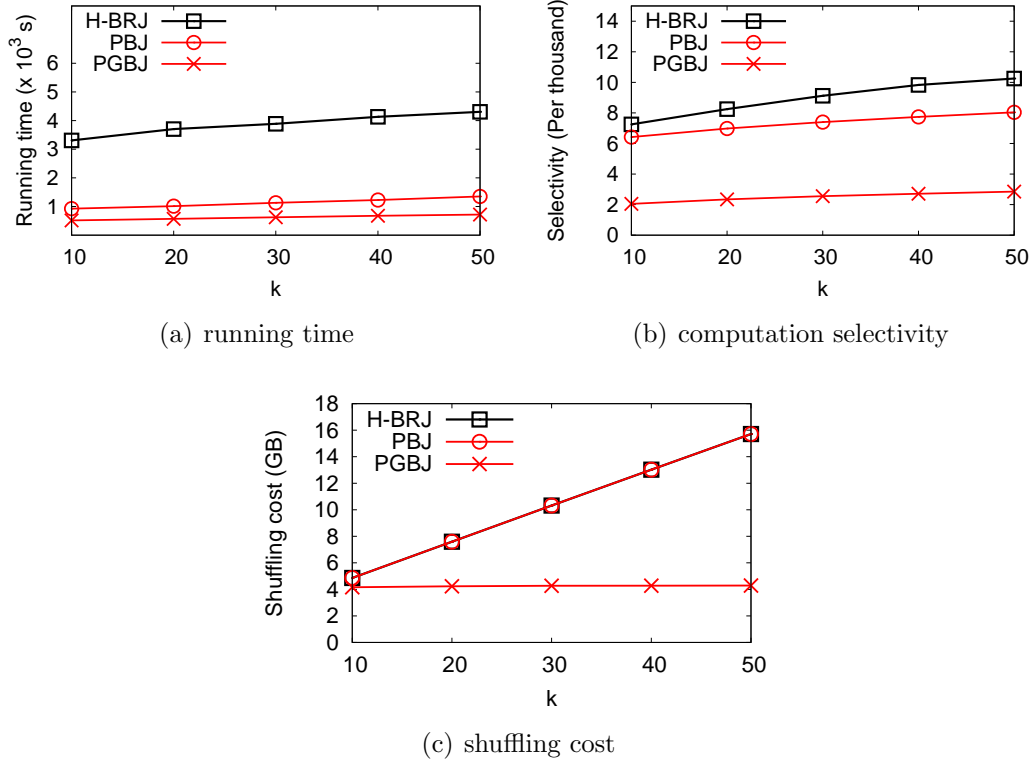 Running time (x 10³ s)
6
5
4
3
2
1
H-BRJ
PBJ
PGBJ
10 20 30 40 50
k
(a) running time
Selectivity (Per thousand)
14
12
10
8
6
4
2
0
H-BRJ
PBJ
PGBJ
10 20 30 40 50
k
(b) computation selectivity
Shuffling cost (GB)
18
16
14
12
10
8
6
4
2
0
H-BRJ
PBJ
PGBJ
10 20 30 40 50
k
(c) shuffling cost